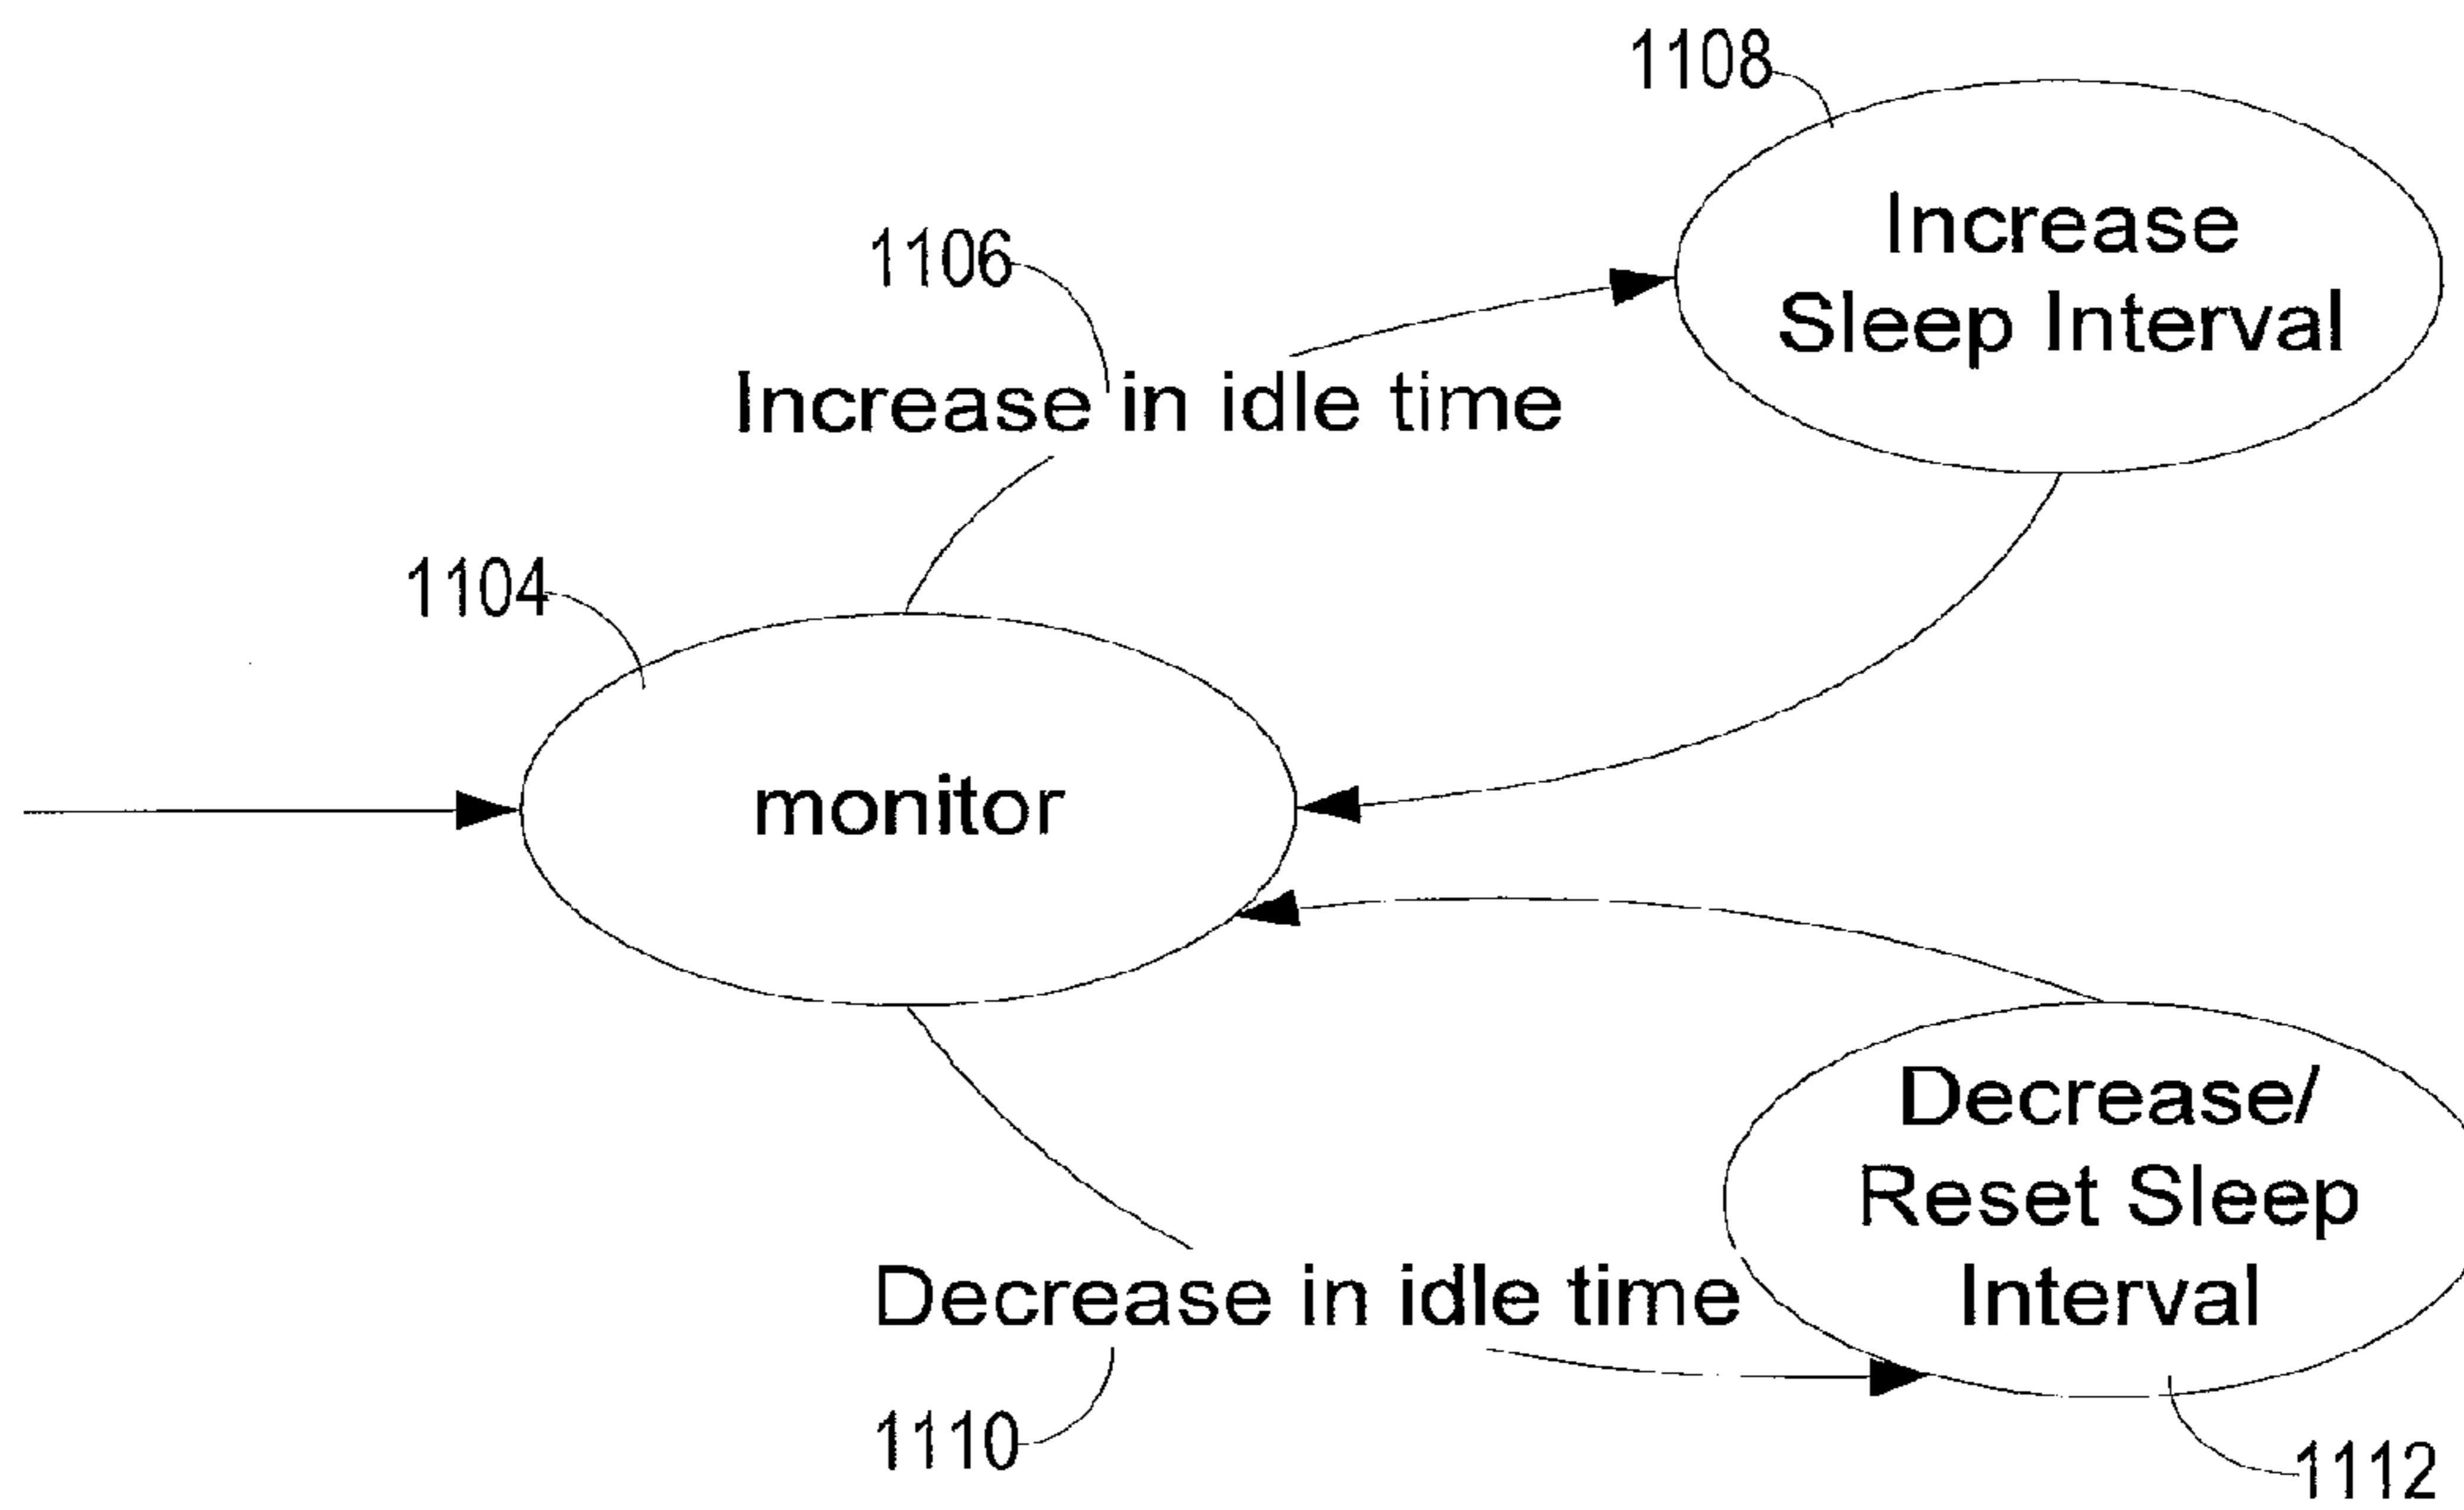 1108
Increase
Sleep Interval
1106
Increase in idle time
1104
monitor
Decrease/
Reset Sleep
Interval
Decrease in idle time
1110
1112